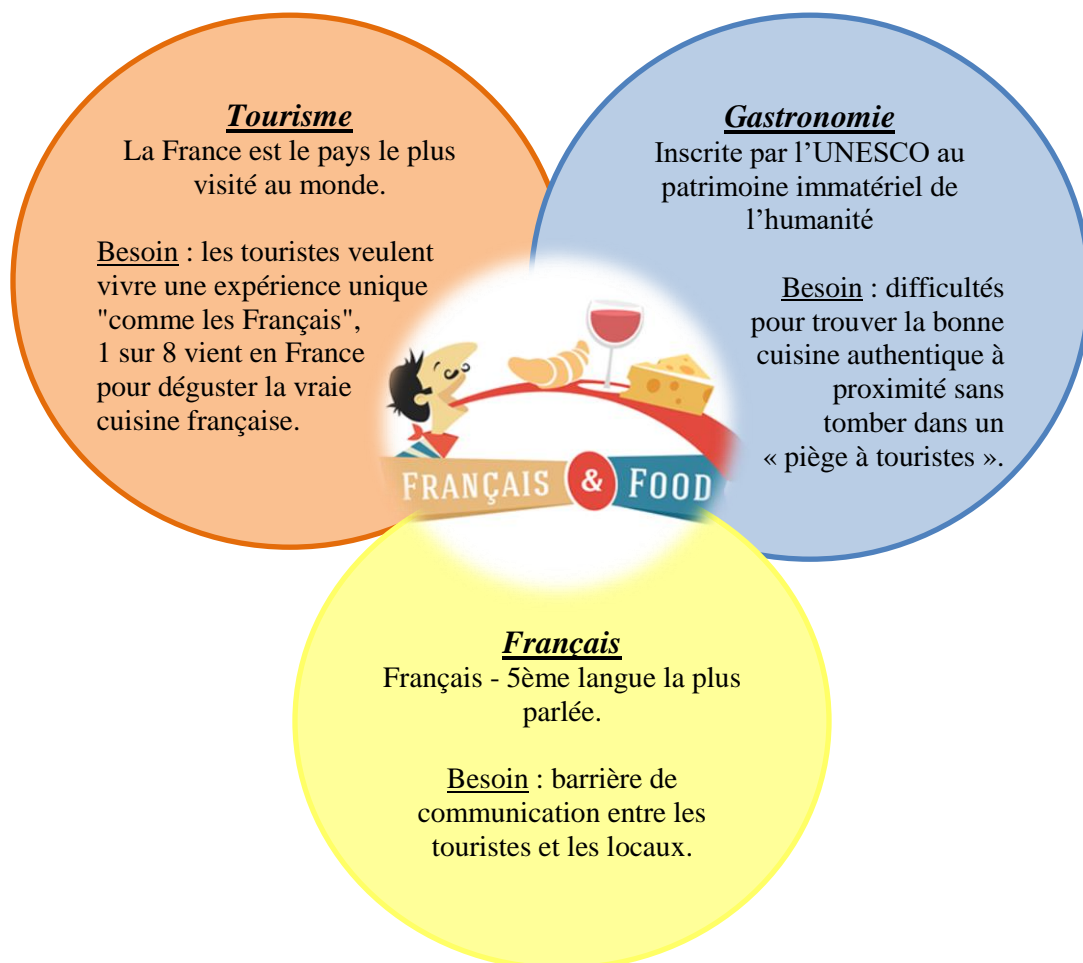 Tourisme
La France est le pays le plus
visité au monde.
Besoin : les touristes veulent
vivre une expérience unique
"comme les Français",
1 sur 8 vient en France
pour déguster la vraie
cuisine française.
Gastronomie
Inscrite par l’UNESCO au
patrimoine immatériel de
l’humanité
Besoin : difficultés
pour trouver la bonne
cuisine authentique à
proximité sans
tomber dans un
« piège à touristes ».
FRANÇAIS & FOOD
Français
Français - 5ème langue la plus
parlée.
Besoin : barrière de
communication entre les
touristes et les locaux.